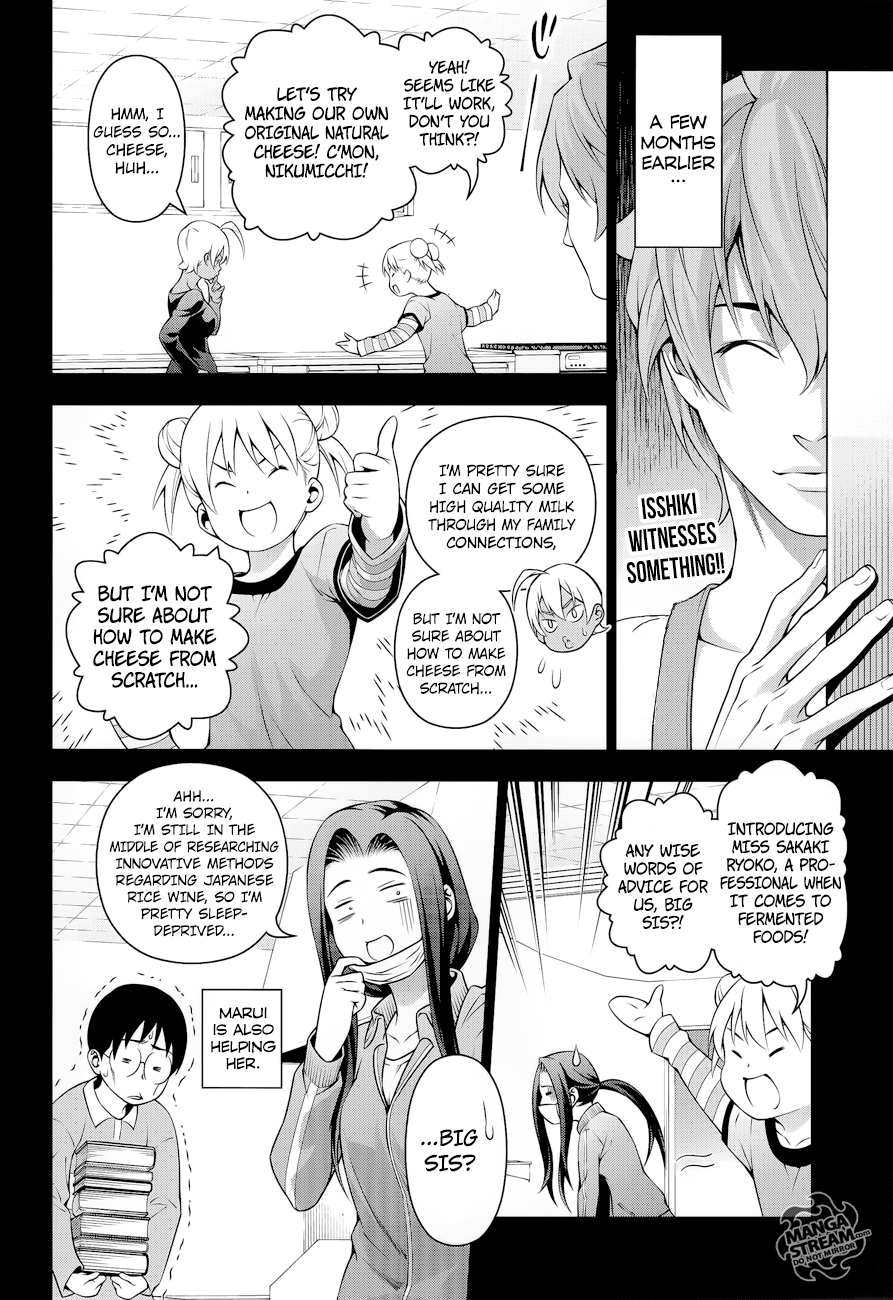 A FEW
MONTHS
EARLIER
...
ISSHIKI
WITNESSES
SOMETHING!!
じ
YEAH!
SEEMS LIKE
IT'LL WORK,
DON'T YOU
THINK?!
LET'S TRY
MAKING OUR OWN
ORIGINAL NATURAL
CHEESE! C'MON,
NIKUMICCHI!
HMM, I
GUESS SO...
CHEESE,
HUH...
I'M PRETTY SURE
I CAN GET SOME
HIGH QUALITY MILK
THROUGH MY FAMILY
CONNECTIONS,
BUT I'M NOT
SURE ABOUT
HOW TO MAKE
CHEESE FROM
SCRATCH...
BUT I'M NOT
SURE ABOUT
HOW TO MAKE
CHEESE FROM
SCRATCH...
INTRODUCING
MISS SAKAKI
RYOKO, A PRO-
FESSIONAL WHEN
IT COMES TO
FERMENTED
FOODS!
ANY WISE
WORDS OF
ADVICE FOR
US, BIG
SIS?!
AHH...
I'M SORRY,
I'M STILL IN THE
MIDDLE OF RESEARCHING
INNOVATIVE METHODS
REGARDING JAPANESE
RICE WINE, SO I'M
PRETTY SLEEP-
DEPRIVED...
...BIG
SIS?
MARUI
IS ALSO
HELPING
HER.
MANGA
STREAM.COM
DO NOT MIRROR